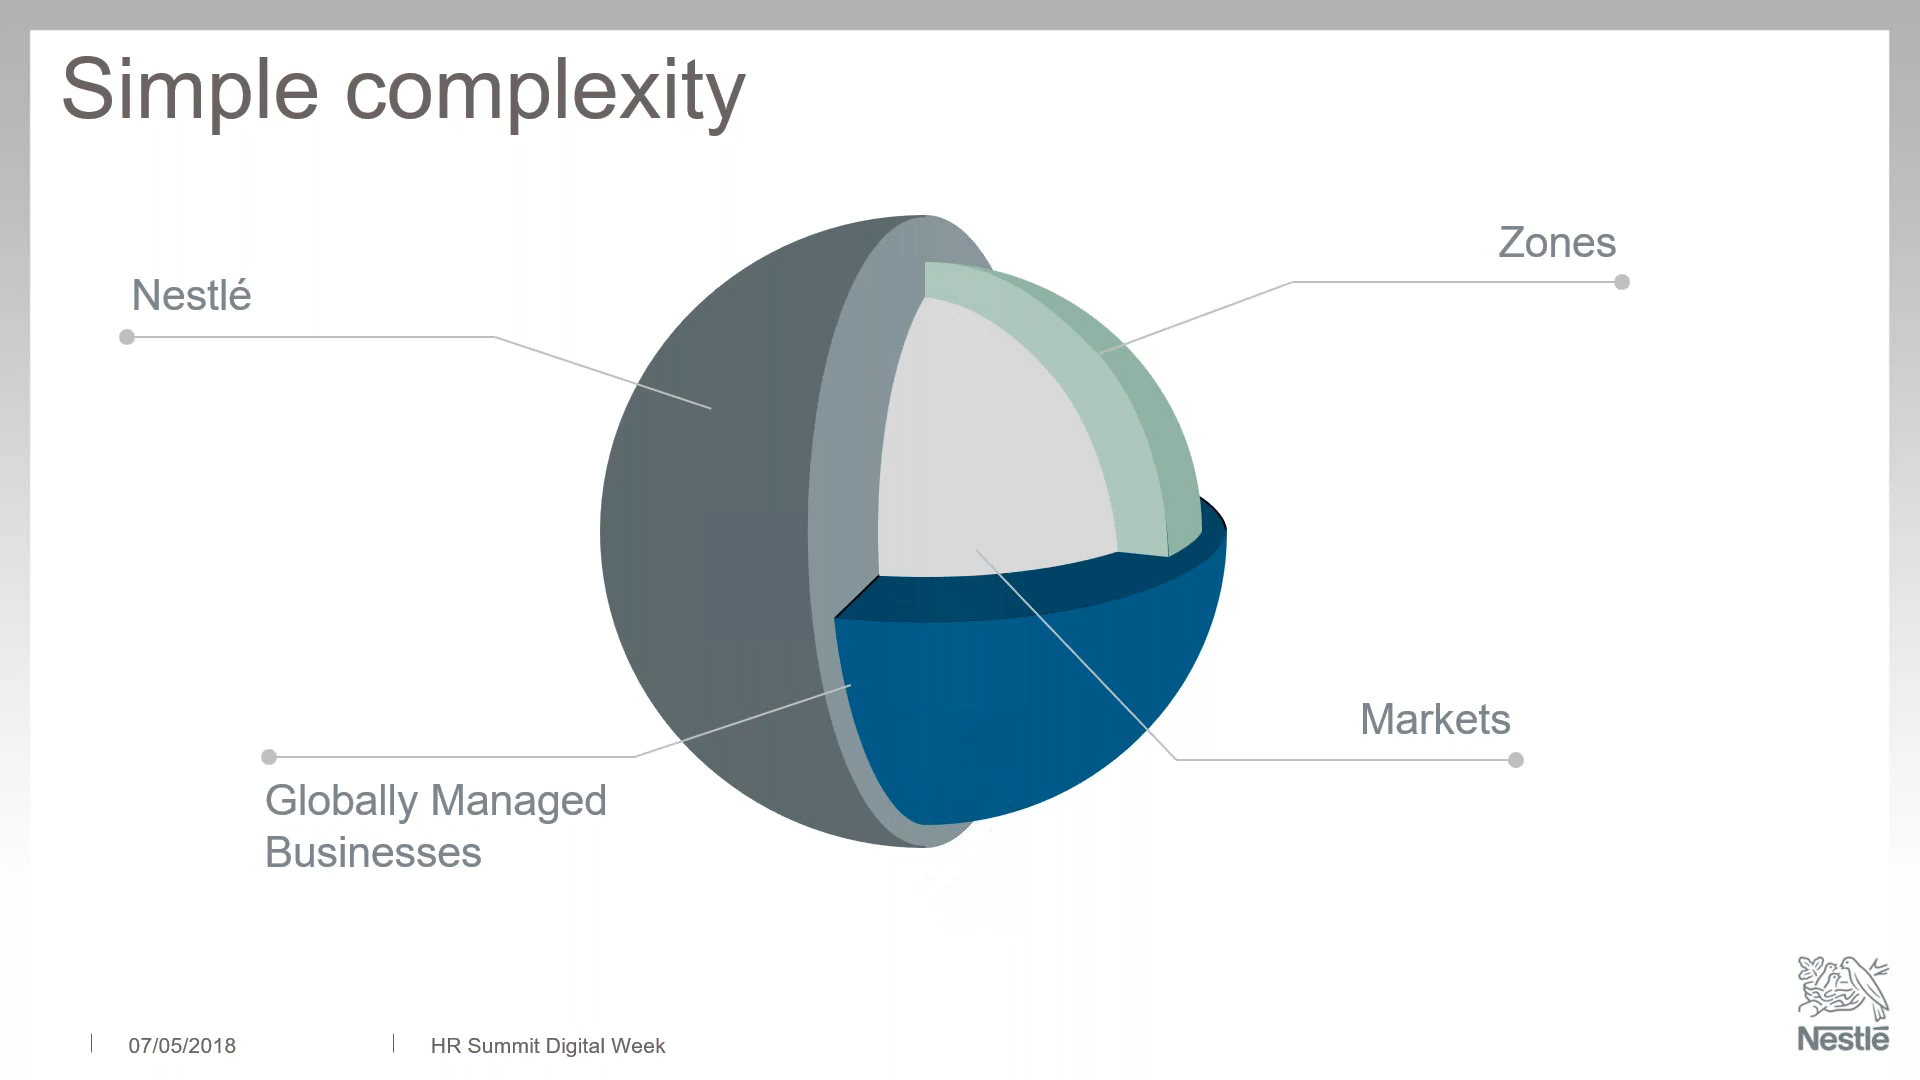 Simple complexity
Zones
Nestlé
Markets
Globally Managed
Businesses
07/05/2018
HR Summit Digital Week
Nestlé